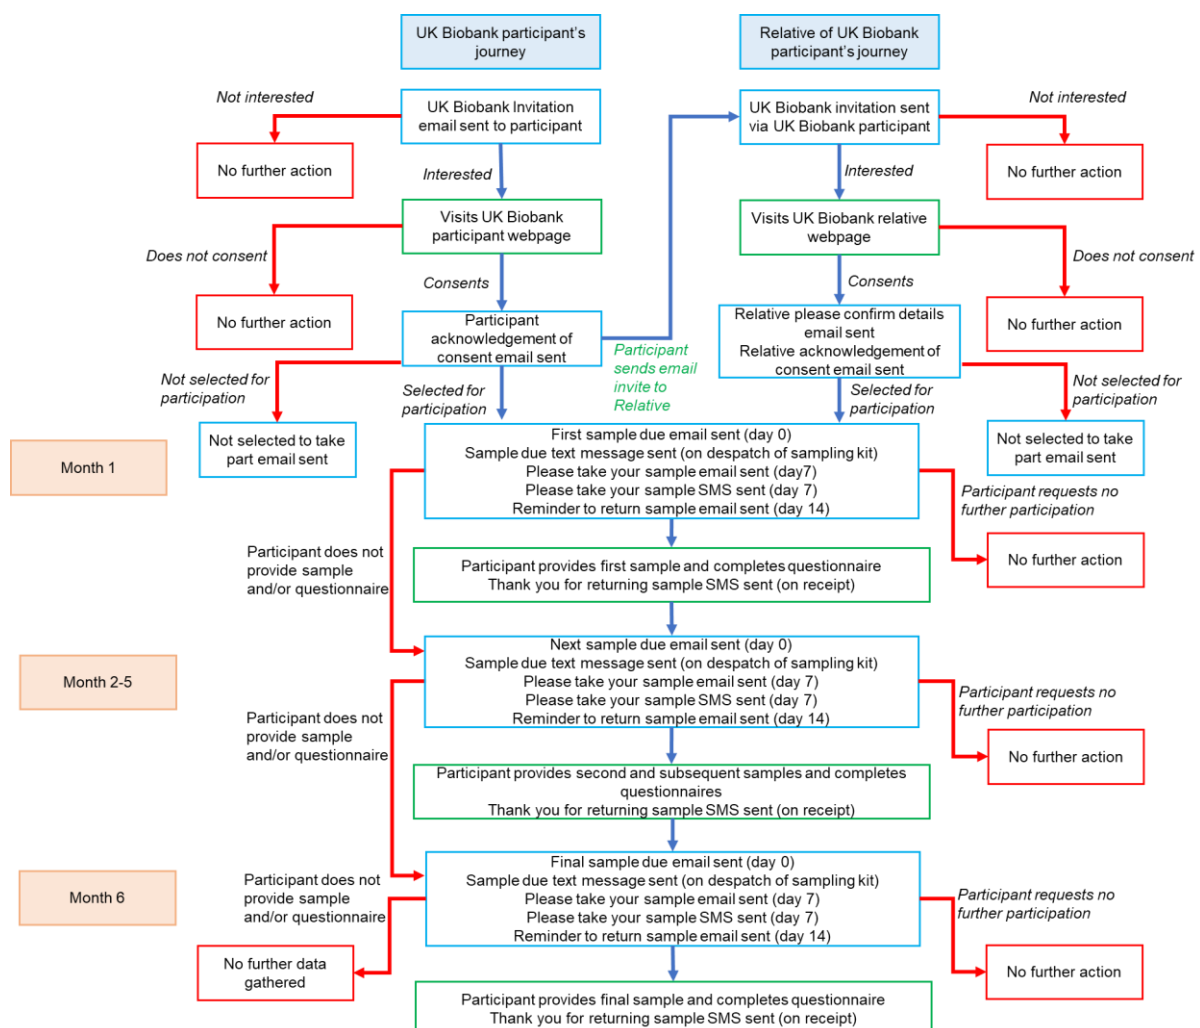 UK Biobank participant's
journey
Relative of UK Biobank
participant's journey
Not interested
UK Biobank Invitation
email sent to participant
UK Biobank invitation sent
via UK Biobank participant
Not interested
No further action
Interested
Interested
No further action
Visits UK Biobank
participant webpage
Visits UK Biobank relative
webpage
Does not consent
Consents
Consents
Does not consent
No further action
Participant
acknowledgement of
consent email sent
Participant
sends email
invite to
Relative
Relative please confirm details
email sent
Relative acknowledgement of
consent email sent
No further action
Not selected for
participation
Selected for
participation
Selected for
participation
Not selected for
participation
Not selected to take
part email sent
Not selected to take
part email sent
Month 1
First sample due email sent (day 0)
Sample due text message sent (on despatch of sampling kit)
Please take your sample email sent (day7)
Please take your sample SMS sent (day 7)
Reminder to return sample email sent (day 14)
Participant requests no
further participation
No further action
Participant does not
provide sample
and/or questionnaire
Participant provides first sample and completes questionnaire
Thank you for returning sample SMS sent (on receipt)
Month 2-5
Next sample due email sent (day 0)
Sample due text message sent (on despatch of sampling kit)
Please take your sample email sent (day 7)
Please take your sample SMS sent (day 7)
Reminder to return sample email sent (day 14)
Participant requests no
further participation
No further action
Participant does not
provide sample
and/or questionnaire
Participant provides second and subsequent samples and completes
questionnaires
Thank you for returning sample SMS sent (on receipt)
Month 6
Final sample due email sent (day 0)
Sample due text message sent (on despatch of sampling kit)
Please take your sample email sent (day 7)
Please take your sample SMS sent (day 7)
Reminder to return sample email sent (day 14)
Participant does not
provide sample
and/or questionnaire
Participant requests no
further participation
No further data
gathered
No further action
Participant provides final sample and completes questionnaire
Thank you for returning sample SMS sent (on receipt)